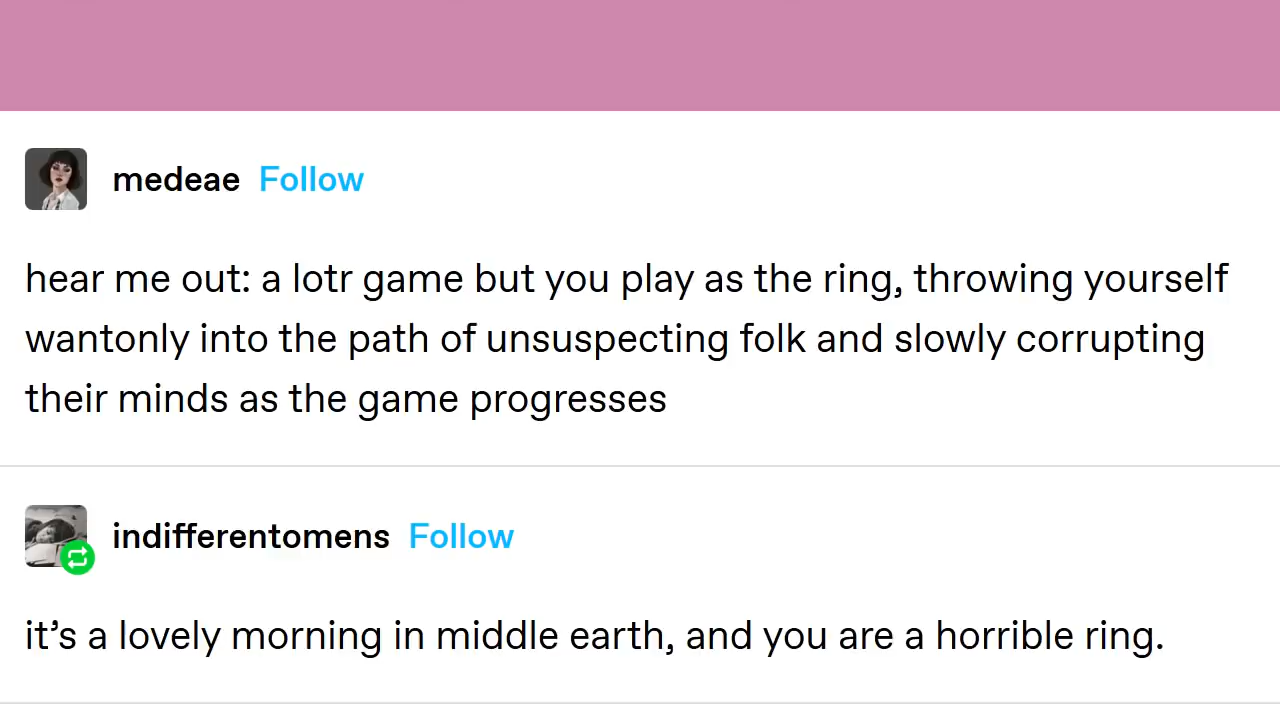 medeae Follow
hear me out: a lotr game but you play as the ring, throwing yourself
wantonly into the path of unsuspecting folk and slowly corrupting
their minds as the game progresses
indifferentomens Follow
it’s a lovely morning in middle earth, and you are a horrible ring.